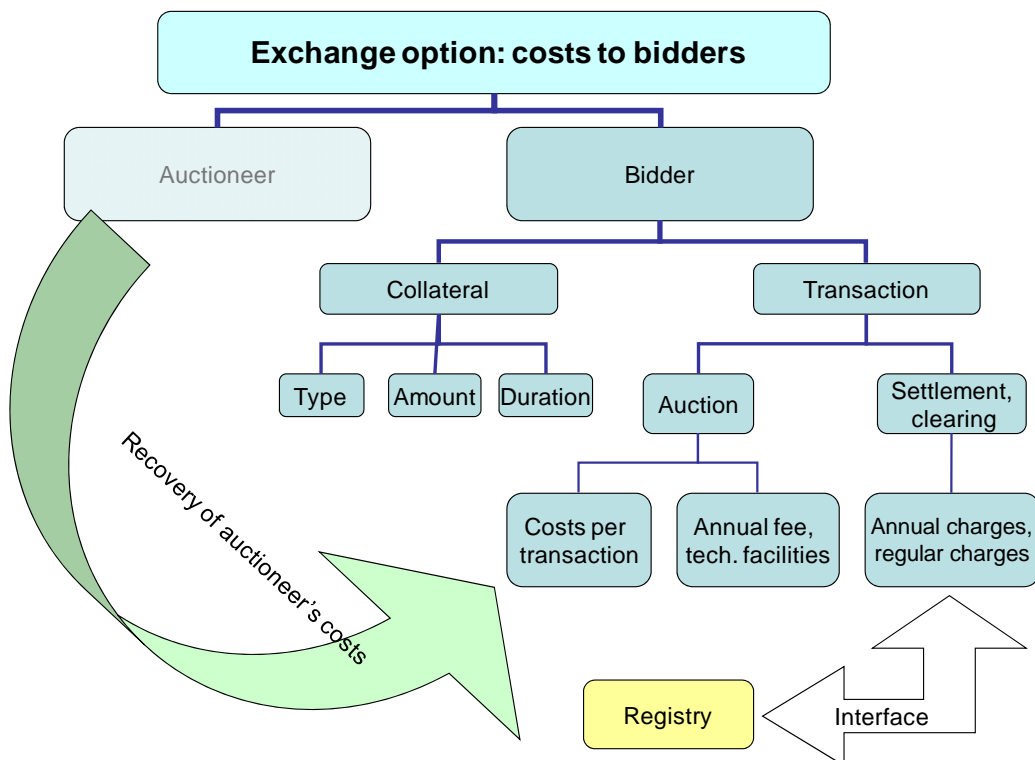 Exchange option: costs to bidders
Auctioneer
Bidder
Collateral
Transaction
Type
Amount
Duration
Auction
Settlement,
clearing
Costs per
transaction
Annual fee,
tech. facilities
Annual charges,
regular charges
Recovery of auctioneer’s costs
Registry
Interface